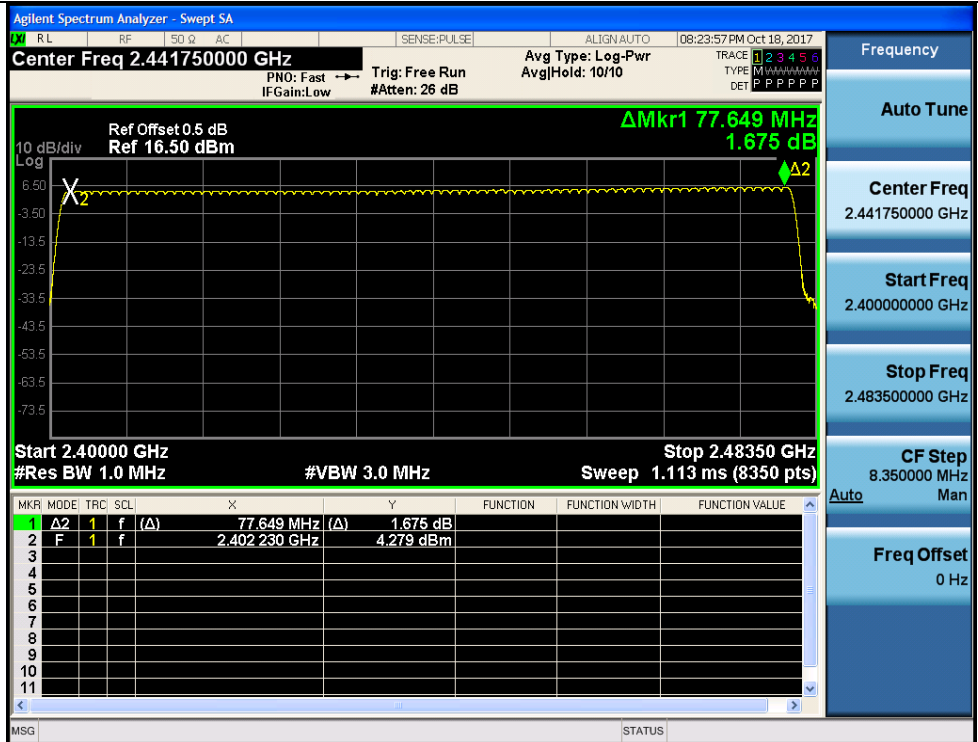 Agilent Spectrum Analyzer - Swept SA
LXI RL RF 50 Ω AC SENSE:PULSE ALIGN AUTO 08:23:57 PM Oct 18, 2017
Center Freq 2.441750000 GHz
PNO: Fast
IFGain:Low
Trig: Free Run
#Atten: 26 dB
Avg Type: Log-Pwr
Avg|Hold: 10/10
TRACE 1 2 3 4 5 6
TYPE M
DET P P P P P P
Ref Offset 0.5 dB
Ref 16.50 dBm
10 dB/div
Log
ΔMkr1 77.649 MHz
1.675 dB
Δ2
2
6.50
-3.50
-13.5
-23.5
-33.5
-43.5
-53.5
-63.5
-73.5
Start 2.40000 GHz Stop 2.48350 GHz
#Res BW 1.0 MHz #VBW 3.0 MHz Sweep 1.113 ms (8350 pts)
MKR MODE TRC SCL X Y FUNCTION FUNCTION WIDTH FUNCTION VALUE
1 Δ2 1 f (Δ) 77.649 MHz (Δ) 1.675 dB
2 F 1 f 2.402 230 GHz 4.279 dBm
3
4
5
6
7
8
9
10
11
MSG STATUS
Frequency
Auto Tune
Center Freq
2.441750000 GHz
Start Freq
2.400000000 GHz
Stop Freq
2.483500000 GHz
CF Step
8.350000 MHz
Auto Man
Freq Offset
0 Hz